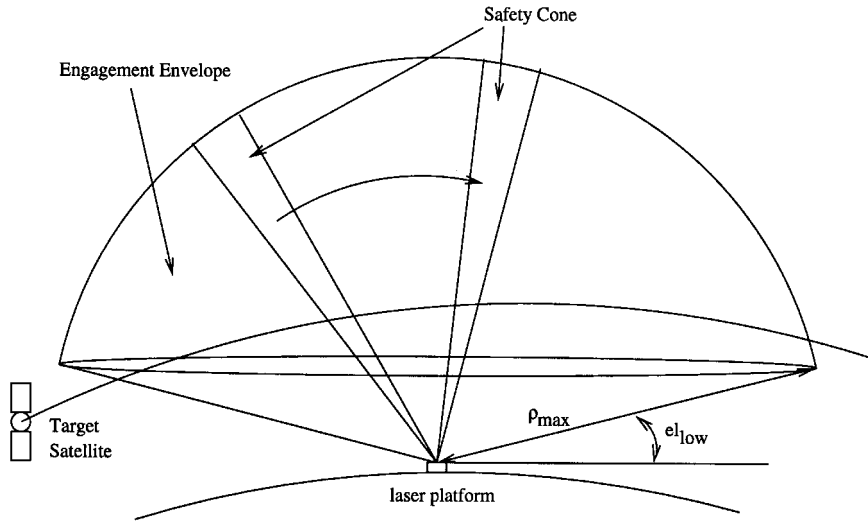 Safety Cone
Engagement Envelope
ρmax
ellow
Target
Satellite
laser platform